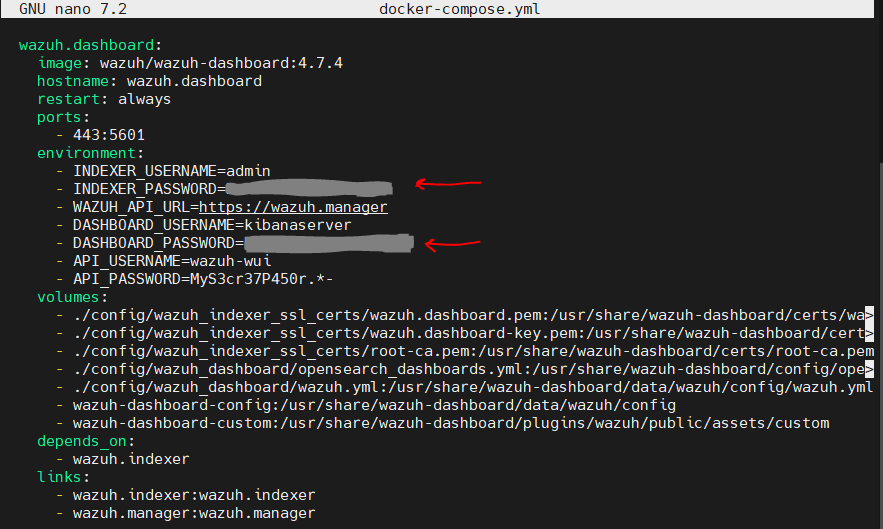 GNU nano 7.2 docker-compose.yml
wazuh.dashboard:
image: wazuh/wazuh-dashboard:4.7.4
hostname: wazuh.dashboard
restart: always
ports:
- 443:5601
environment:
- INDEXER_USERNAME=admin
- INDEXER_PASSWORD=
- WAZUH_API_URL=https://wazuh.manager
- DASHBOARD_USERNAME=kibanaserver
- DASHBOARD_PASSWORD=
- API_USERNAME=wazuh-wui
- API_PASSWORD=MyS3cr37P450r.*-
volumes:
- ./config/wazuh_indexer_ssl_certs/wazuh.dashboard.pem:/usr/share/wazuh-dashboard/certs/wa>
- ./config/wazuh_indexer_ssl_certs/wazuh.dashboard-key.pem:/usr/share/wazuh-dashboard/cert>
- ./config/wazuh_indexer_ssl_certs/root-ca.pem:/usr/share/wazuh-dashboard/certs/root-ca.pem
- ./config/wazuh_dashboard/opensearch_dashboards.yml:/usr/share/wazuh-dashboard/config/ope>
- ./config/wazuh_dashboard/wazuh.yml:/usr/share/wazuh-dashboard/data/wazuh/config/wazuh.yml
- wazuh-dashboard-config:/usr/share/wazuh-dashboard/data/wazuh/config
- wazuh-dashboard-custom:/usr/share/wazuh-dashboard/plugins/wazuh/public/assets/custom
depends_on:
- wazuh.indexer
links:
- wazuh.indexer:wazuh.indexer
- wazuh.manager:wazuh.manager